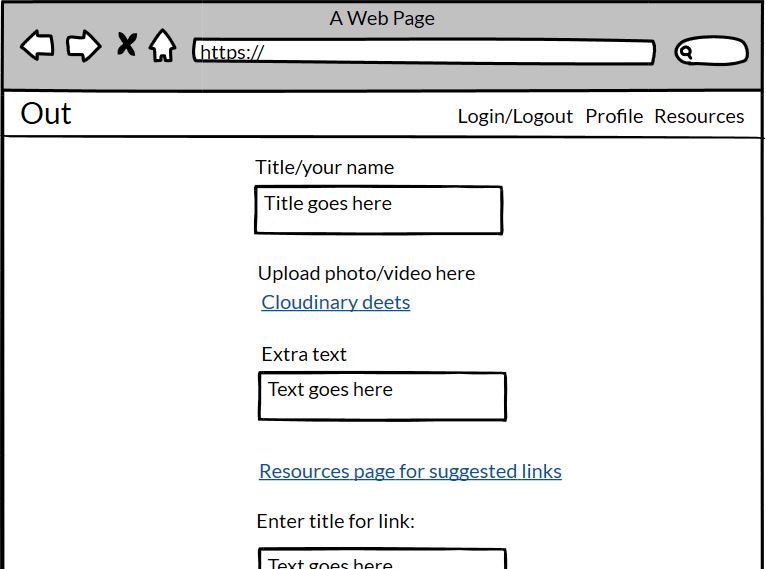 A Web Page
https://
Out
Login/Logout Profile Resources
Title/your name
Title goes here
Upload photo/video here
Cloudinary deets
Extra text
Text goes here
Resources page for suggested links
Enter title for link:
Text goes here